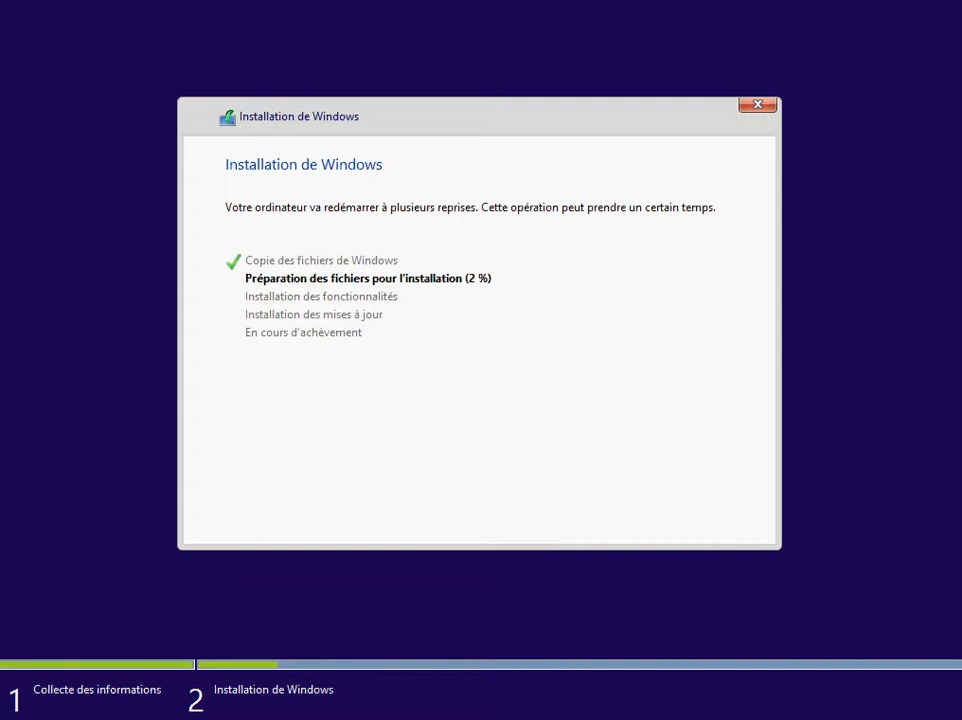 Installation de Windows
Installation de Windows
Votre ordinateur va redémarrer à plusieurs reprises. Cette opération peut prendre un certain temps.
Copie des fichiers de Windows
Préparation des fichiers pour l'installation (2 %)
Installation des fonctionnalités
Installation des mises à jour
En cours d'achèvement
1 Collecte des informations
2 Installation de Windows